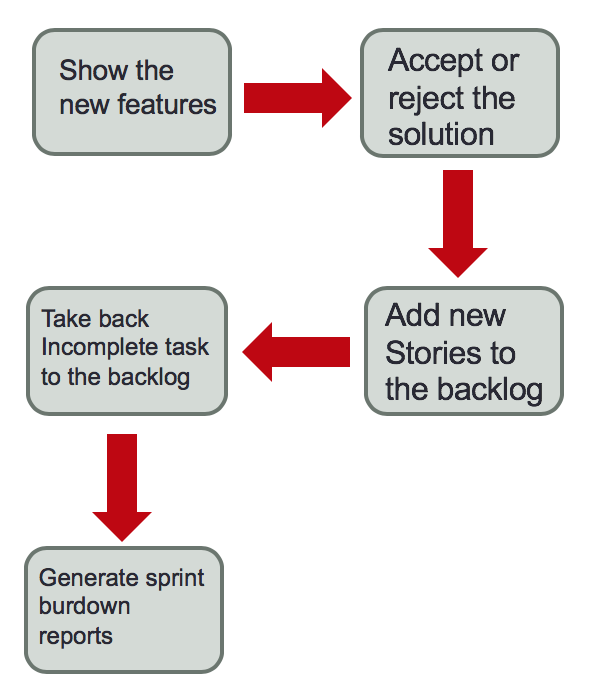 Show the
new features
Accept or
reject the
solution
Add new
Stories to
the backlog
Take back
Incomplete task
to the backlog
Generate sprint
burdown
reports